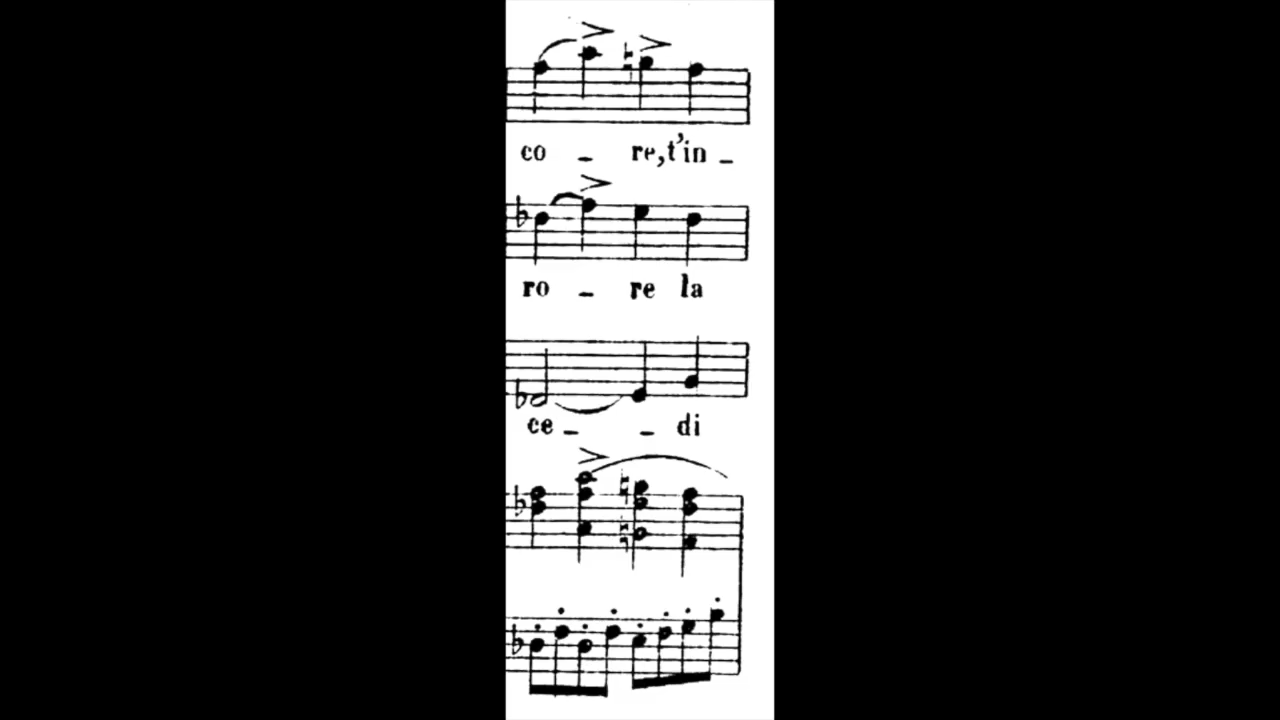 co _ re,t'in _
ro _ re la
ce _ _ di